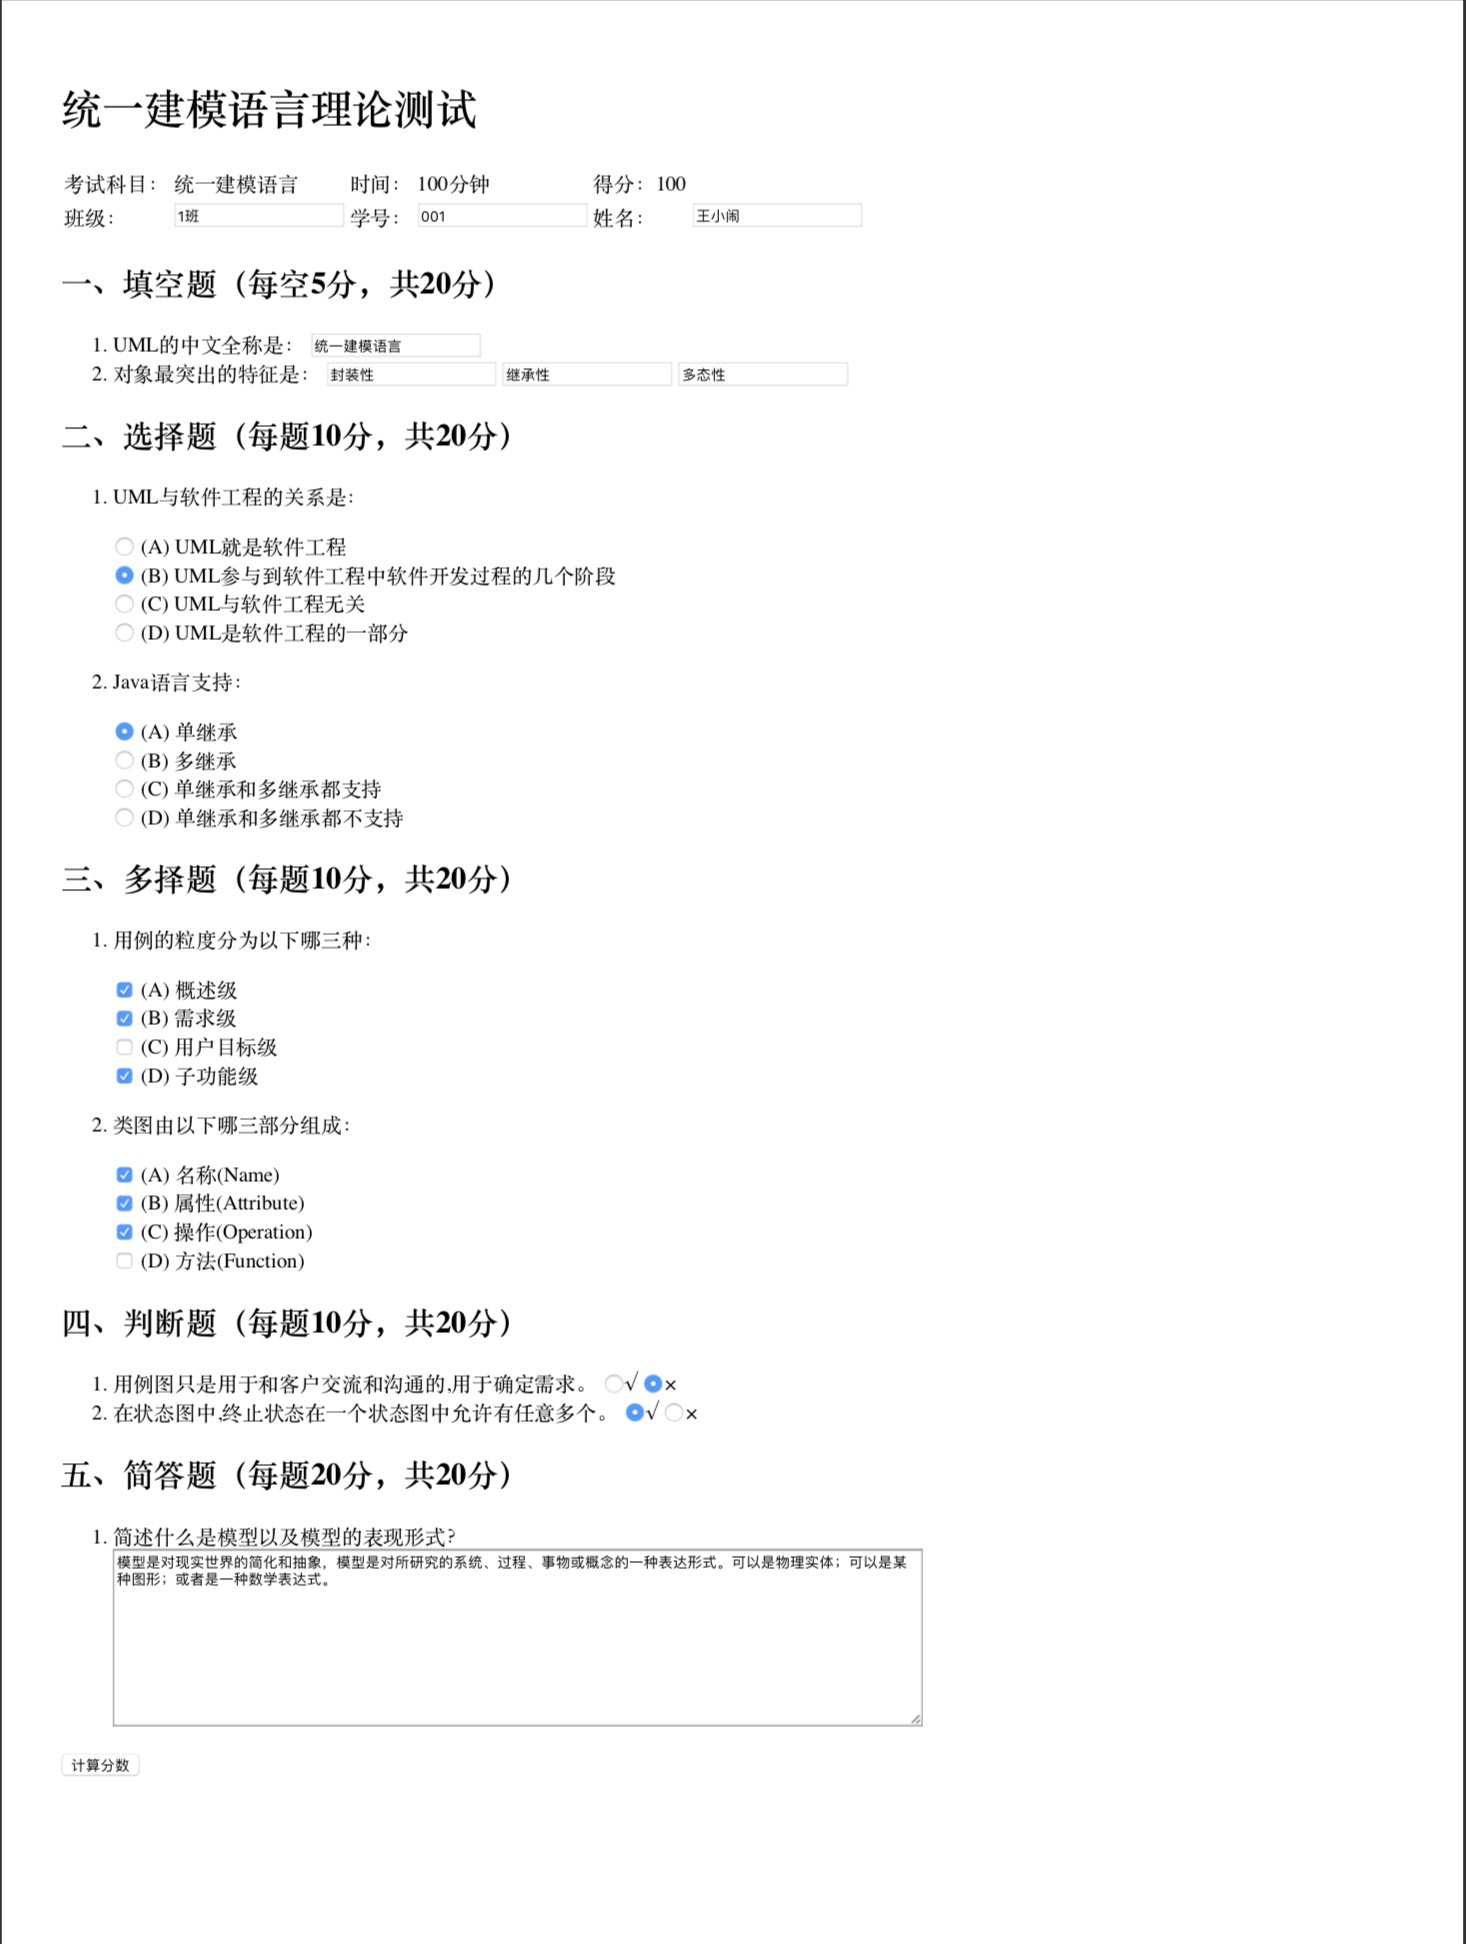 统一建模语言理论测试
考试科目： 统一建模语言 时间： 100分钟 得分： 100
班级： 1班 学号： 001 姓名： 王小闹
一、填空题（每空5分，共20分）
1. UML的中文全称是： 统一建模语言
2. 对象最突出的特征是： 封装性 继承性 多态性
二、选择题（每题10分，共20分）
1. UML与软件工程的关系是：
(A) UML就是软件工程
(B) UML参与到软件工程中软件开发过程的几个阶段
(C) UML与软件工程无关
(D) UML是软件工程的一部分
2. Java语言支持：
(A) 单继承
(B) 多继承
(C) 单继承和多继承都支持
(D) 单继承和多继承都不支持
三、多择题（每题10分，共20分）
1. 用例的粒度分为以下哪三种：
(A) 概述级
(B) 需求级
(C) 用户目标级
(D) 子功能级
2. 类图由以下哪三部分组成：
(A) 名称(Name)
(B) 属性(Attribute)
(C) 操作(Operation)
(D) 方法(Function)
四、判断题（每题10分，共20分）
1. 用例图只是用于和客户交流和沟通的,用于确定需求。 √ ×
2. 在状态图中,终止状态在一个状态图中允许有任意多个。 √ ×
五、简答题（每题20分，共20分）
1. 简述什么是模型以及模型的表现形式?
模型是对现实世界的简化和抽象，模型是对所研究的系统、过程、事物或概念的一种表达形式。可以是物理实体；可以是某
种图形；或者是一种数学表达式。
计算分数